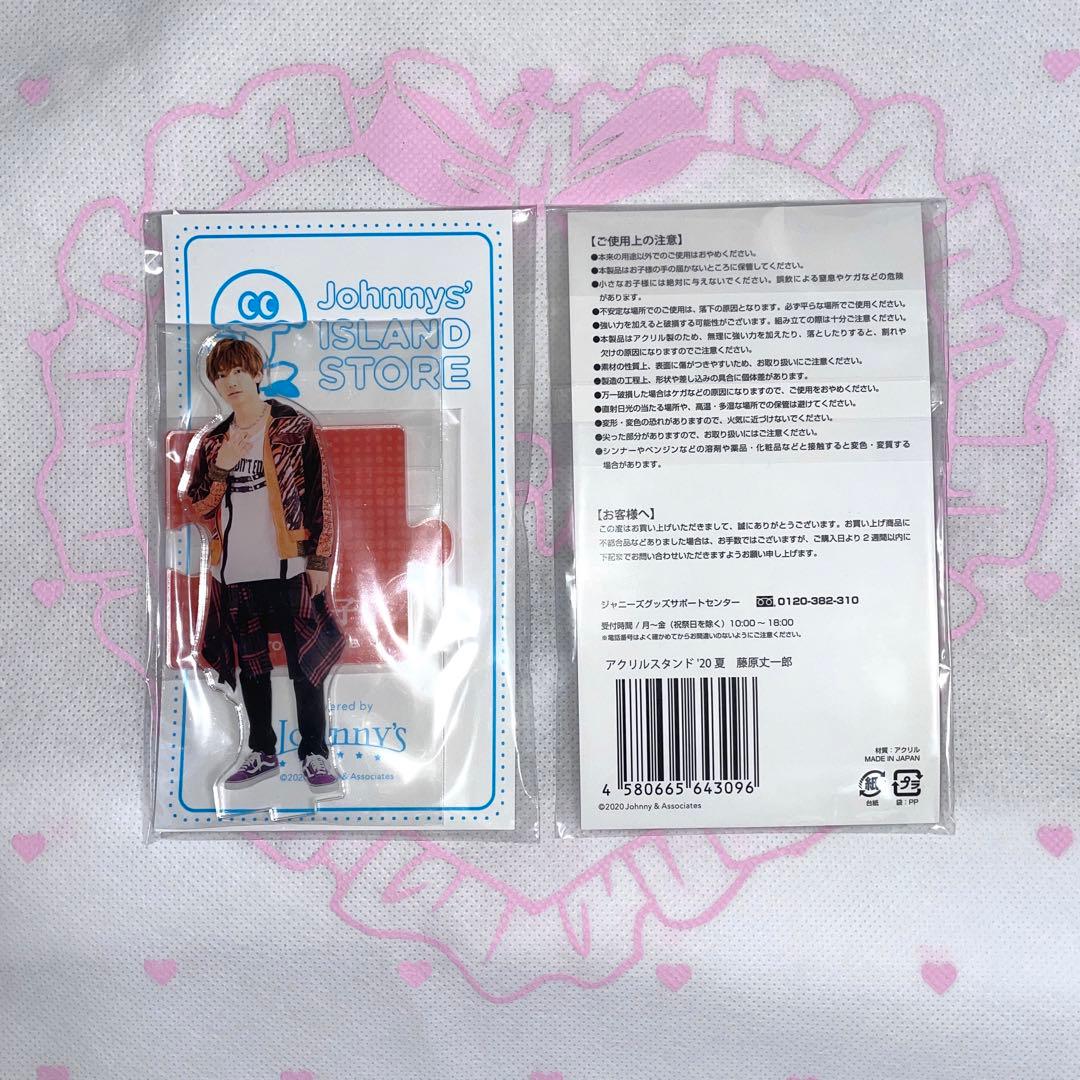 Johnnys'
ISLAND
STORE
子
ro
ered by
Johnny's
©2020 & Associates
【ご使用上の注意】
●本来の用途以外でのご使用はおやめください。
●本製品はお子様の手の届かないところに保管してください。
●小さなお子様には絶対に与えないでください。誤飲による窒息やケガなどの危険
があります。
●不安定な場所でのご使用は、落下の原因となります。必ず平らな場所でご使用ください。
●強い力を加えると破損する可能性がございます。組み立ての際は十分ご注意ください。
●本製品はアクリル製のため、無理に強い力を加えたり、落としたりすると、割れや
欠けの原因になりますのでご注意ください。
●素材の性質上、表面に傷がつきやすいため、お取り扱いにご注意ください。
●製造の工程上、形状や差し込みの具合に個体差があります。
●万一破損した場合はケガなどの原因になりますので、ご使用をおやめください。
●直射日光の当たる場所や、高温・多湿な場所での保管は避けてください。
●変形・変色の恐れがありますので、火気に近づけないでください。
●尖った部分がありますので、お取り扱いにはご注意ください。
●シンナーやベンジンなどの溶剤や薬品・化粧品などと接触すると変色・変質する
場合があります。
【お客様へ】
この度はお買い上げいただきまして、誠にありがとうございます。お買い上げ商品に
不都合品などありました場合は、お手数ではございますが、ご購入日より2週間以内に
下記までお問い合わせいただきますようお願い申し上げます。
ジャニーズグッズサポートセンター 0120-382-310
受付時間 / 月〜金（祝祭日を除く）10:00〜18:00
※電話番号はよく確かめてからお間違いのないようにご注意ください。
アクリルスタンド '20 夏 藤原丈一郎
4 580665 643096
©2020 Johnny & Associates
材質：アクリル
MADE IN JAPAN
紙 プラ
台紙 袋：PP